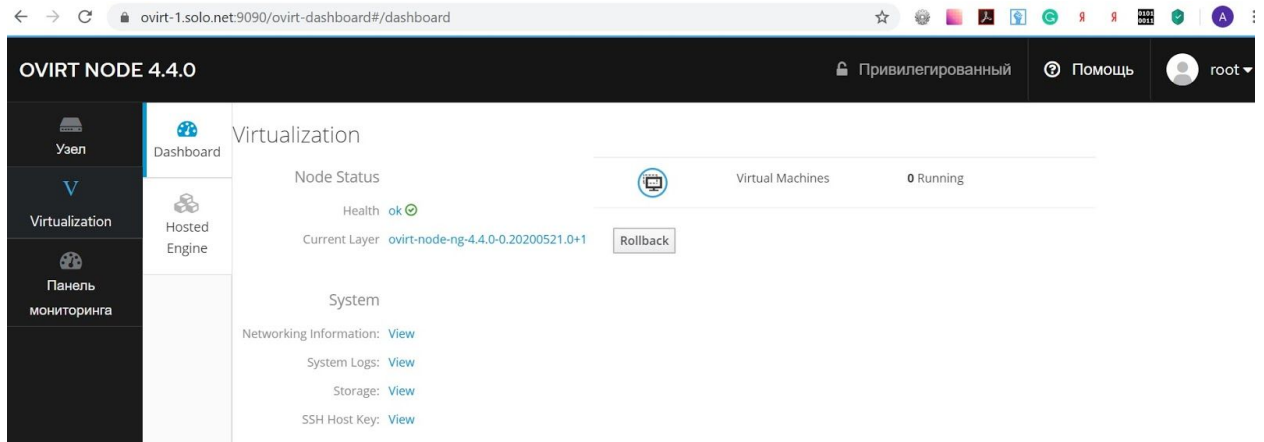 ovirt-1.solo.net:9090/ovirt-dashboard#/dashboard
G Я Я 0101 0011 A
OVIRT NODE 4.4.0
Привилегированный
Помощь
root
Узел
V
Virtualization
Панель
мониторинга
Dashboard
Hosted
Engine
Virtualization
Node Status
Health ok
Current Layer ovirt-node-ng-4.4.0-0.20200521.0+1 Rollback
Virtual Machines 0 Running
System
Networking Information: View
System Logs: View
Storage: View
SSH Host Key: View